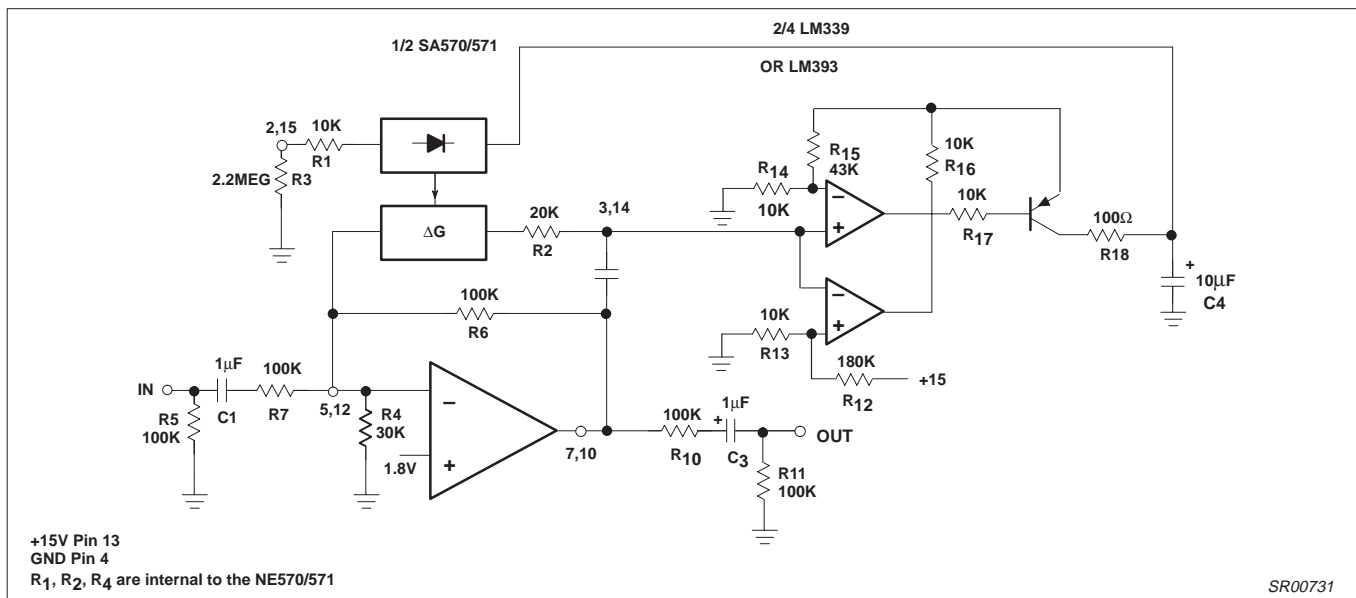 2/4 LM339
1/2 SA570/571
OR LM393
2,15
10K
R1
2.2MEG
R3
ΔG
20K
R2
3,14
R14
10K
R15
43K
10K
R16
10K
R17
100Ω
R18
10µF
C4
–
+
–
+
100K
R6
10K
R13
180K
R12
+15
IN
1µF
C1
100K
R7
5,12
R5
100K
R4
30K
1.8V
–
+
7,10
100K
R10
1µF
+
C3
OUT
R11
100K
+
+15V Pin 13
GND Pin 4
R1, R2, R4 are internal to the NE570/571
SR00731